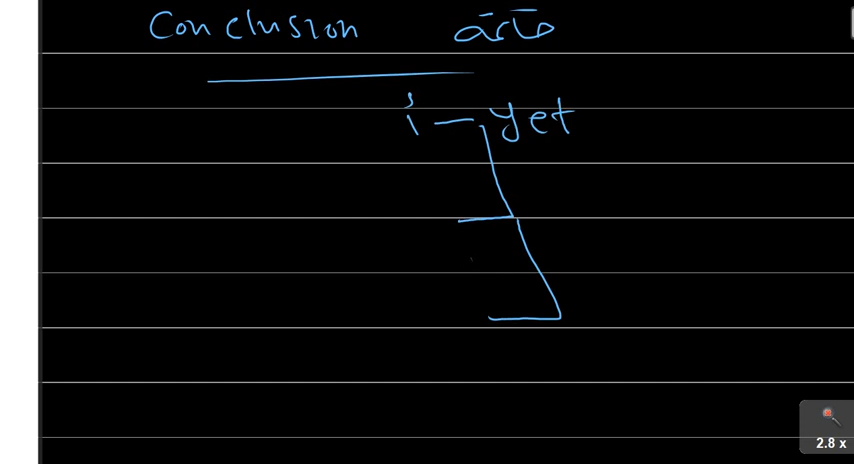 Conclusion
i - yet
2.8 x